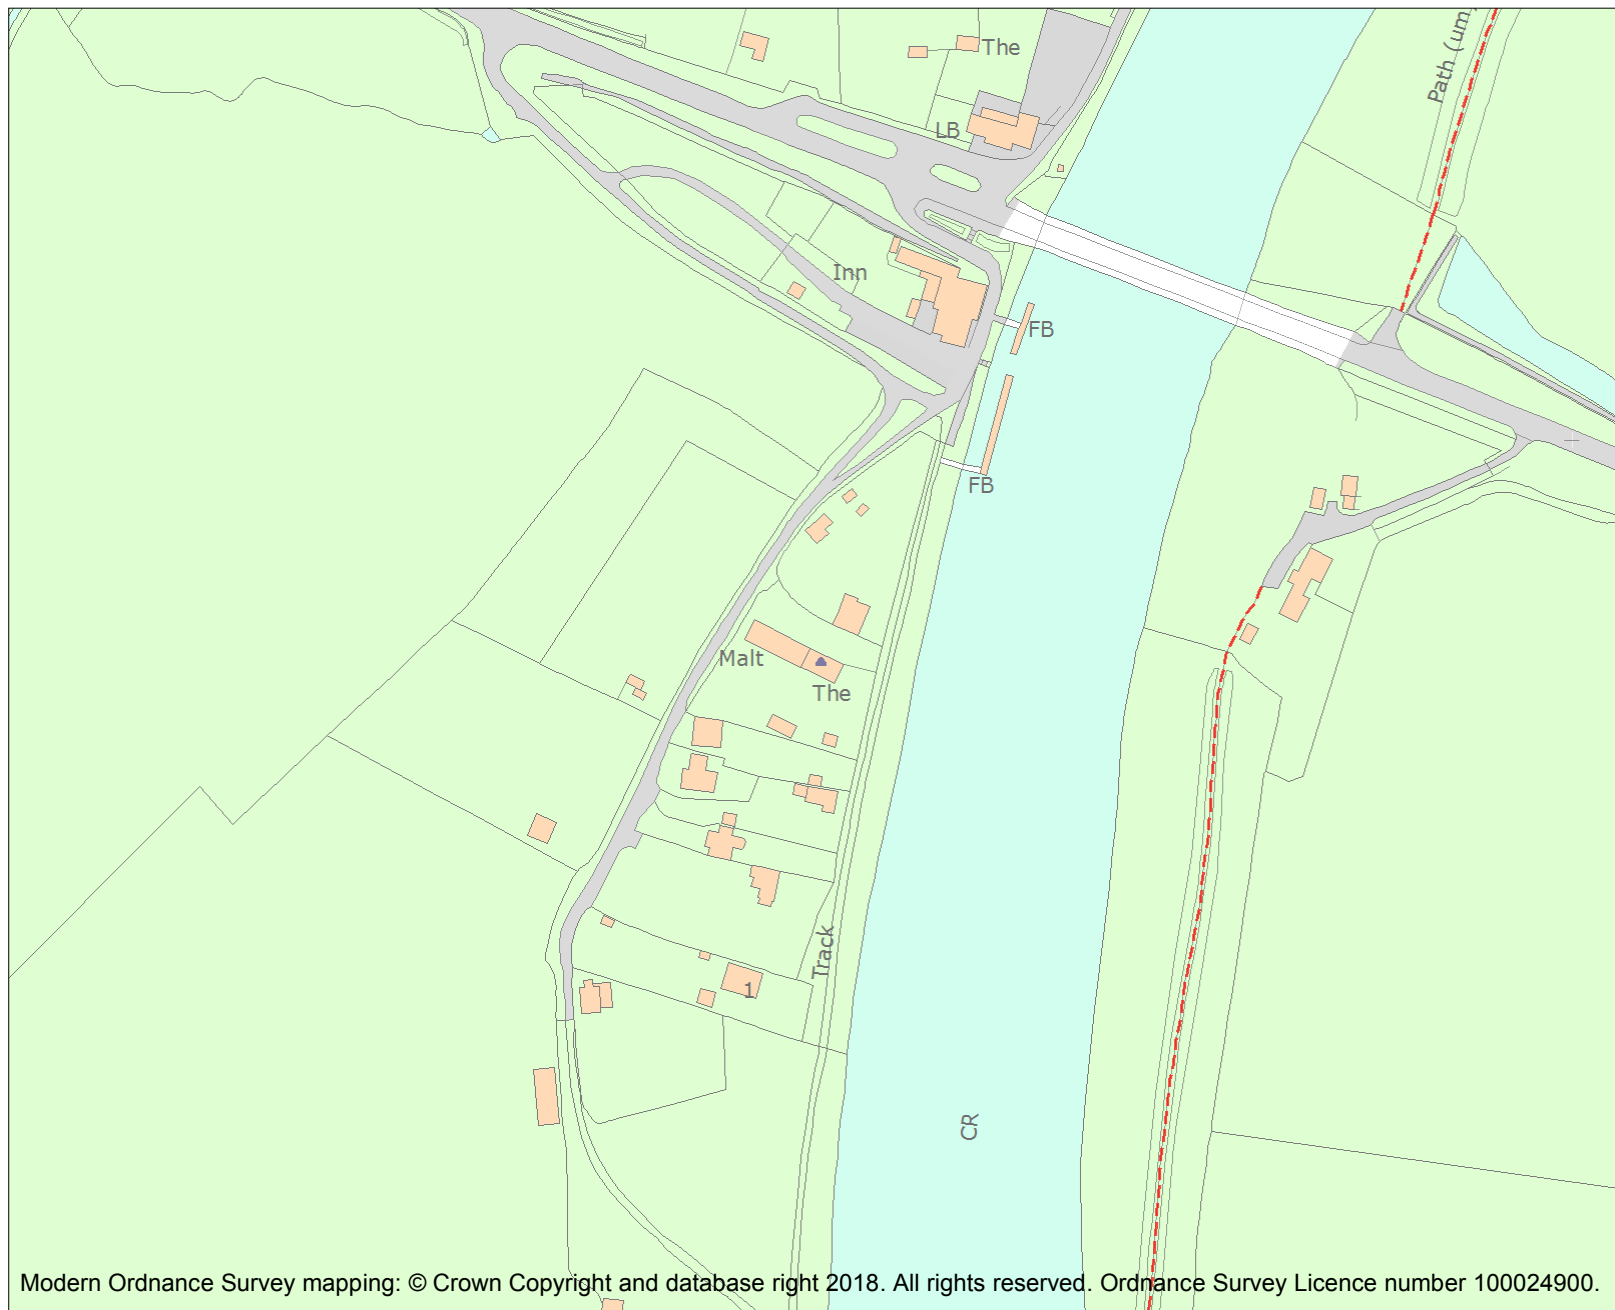 The
Path (um)
LB
Inn
FB
FB
Malt
The
Track
1
CR
Modern Ordnance Survey mapping: © Crown Copyright and database right 2018. All rights reserved. Ordnance Survey Licence number 100024900.